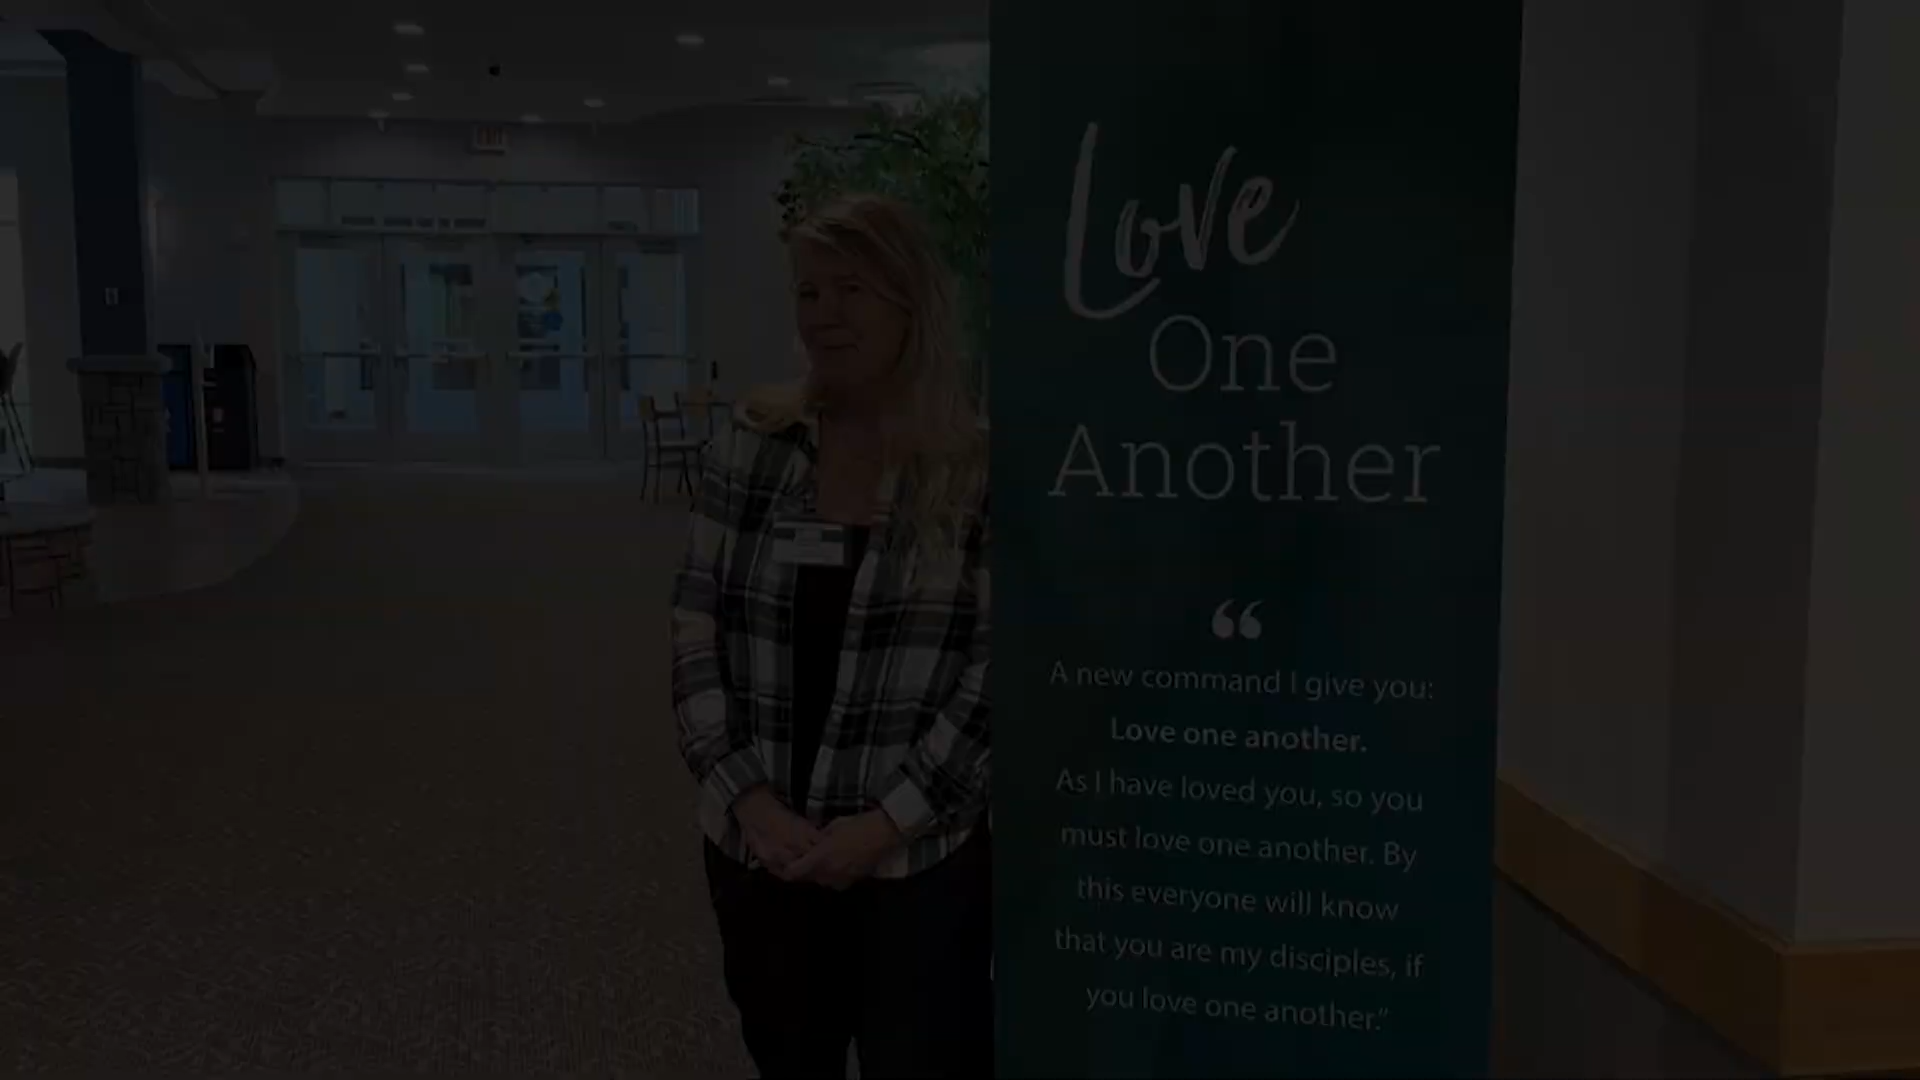 Love
One
Another
“
A new command I give you:
Love one another.
As I have loved you, so you
must love one another. By
this everyone will know
that you are my disciples, if
you love one another.”